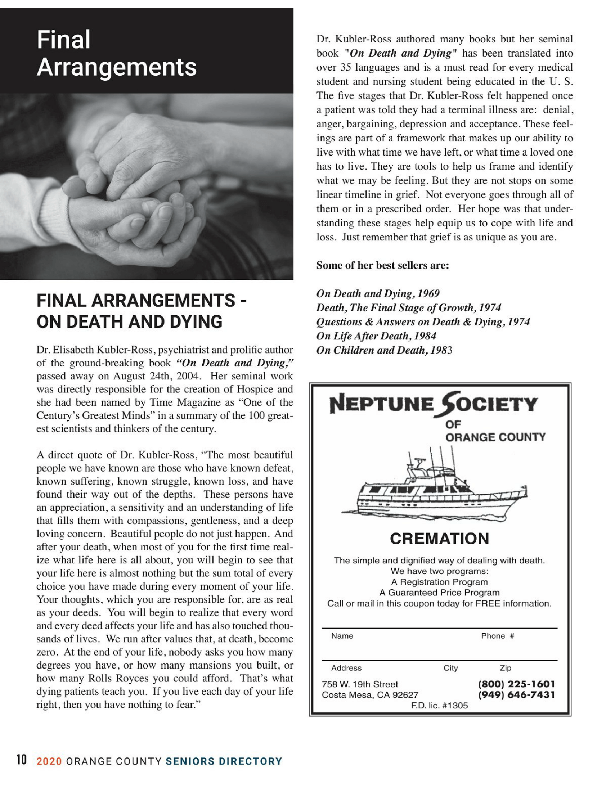 Final
Arrangements
FINAL ARRANGEMENTS -
ON DEATH AND DYING
Dr. Elisabeth Kubler-Ross, psychiatrist and prolific author
of the ground-breaking book "On Death and Dying,"
passed away on August 24th, 2004.  Her seminal work
was directly responsible for the creation of Hospice and
she had been named by Time Magazine as "One of the
Century's Greatest Minds" in a summary of the 100 great-
est scientists and thinkers of the century.
A direct quote of Dr. Kubler-Ross, "The most beautiful
people we have known are those who have known defeat,
known suffering, known struggle, known loss, and have
found their way out of the depths.  These persons have
an appreciation, a sensitivity and an understanding of life
that fills them with compassions, gentleness, and a deep
loving concern.  Beautiful people do not just happen.  And
after your death, when most of you for the first time real-
ize what life here is all about, you will begin to see that
your life here is almost nothing but the sum total of every
choice you have made during every moment of your life.
Your thoughts, which you are responsible for, are as real
as your deeds.  You will begin to realize that every word
and every deed affects your life and has also touched thou-
sands of lives.  We run after values that, at death, become
zero.  At the end of your life, nobody asks you how many
degrees you have, or how many mansions you built, or
how many Rolls Royces you could afford.  That's what
dying patients teach you.  If you live each day of your life
right, then you have nothing to fear."
Dr. Kubler-Ross authored many books but her seminal
book "On Death and Dying" has been translated into
over 35 languages and is a must read for every medical
student and nursing student being educated in the U. S.
The five stages that Dr. Kubler-Ross felt happened once
a patient was told they had a terminal illness are:  denial,
anger, bargaining, depression and acceptance. These feel-
ings are part of a framework that makes up our ability to
live with what time we have left, or what time a loved one
has to live. They are tools to help us frame and identify
what we may be feeling. But they are not stops on some
linear timeline in grief.  Not everyone goes through all of
them or in a prescribed order.  Her hope was that under-
standing these stages help equip us to cope with life and
loss.  Just remember that grief is as unique as you are.
Some of her best sellers are:
On Death and Dying, 1969
Death, The Final Stage of Growth, 1974
Questions & Answers on Death & Dying, 1974
On Life After Death, 1984
On Children and Death, 1983
NEPTUNE SOCIETY
OF
ORANGE COUNTY
CREMATION
The simple and dignified way of dealing with death.
We have two programs:
A Registration Program
A Guaranteed Price Program
Call or mail in this coupon today for FREE information.
Name Phone #
Address City Zip
758 W. 19th Street (800) 225-1601
Costa Mesa, CA 92627 (949) 646-7431
F.D. lic. #1305
10 2020 ORANGE COUNTY SENIORS DIRECTORY